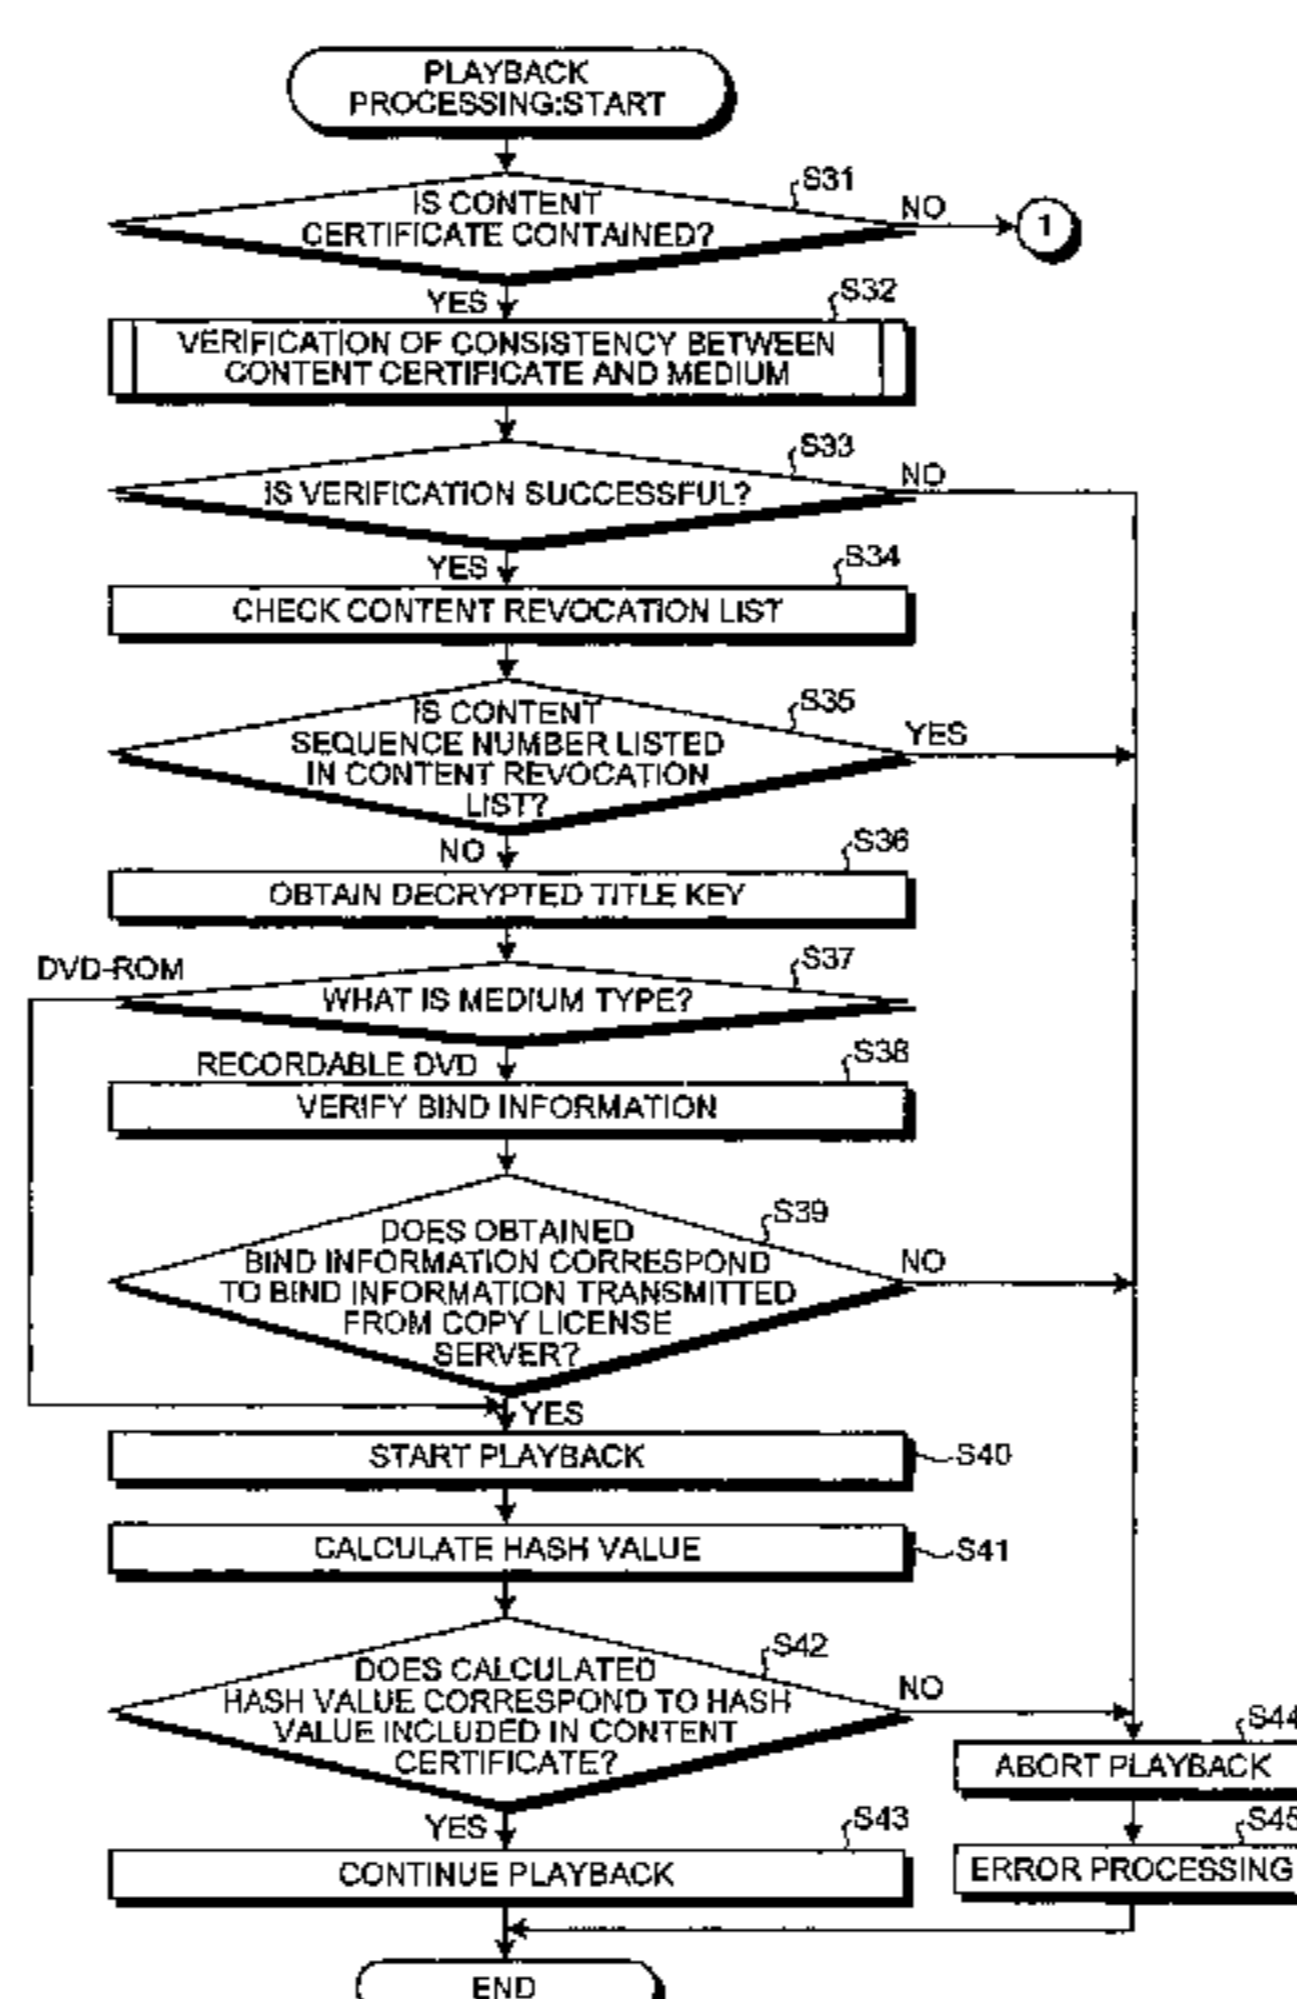 PLAYBACK
PROCESSING:START
S31
IS CONTENT
CERTIFICATE CONTAINED?
NO
1
YES
S32
VERIFICATION OF CONSISTENCY BETWEEN
CONTENT CERTIFICATE AND MEDIUM
S33
IS VERIFICATION SUCCESSFUL?
NO
YES
S34
CHECK CONTENT REVOCATION LIST
S35
IS CONTENT
SEQUENCE NUMBER LISTED
IN CONTENT REVOCATION
LIST?
YES
NO
S36
OBTAIN DECRYPTED TITLE KEY
DVD-ROM
S37
WHAT IS MEDIUM TYPE?
RECORDABLE DVD
S38
VERIFY BIND INFORMATION
S39
DOES OBTAINED
BIND INFORMATION CORRESPOND
TO BIND INFORMATION TRANSMITTED
FROM COPY LICENSE
SERVER?
NO
YES
START PLAYBACK
S40
CALCULATE HASH VALUE
S41
S42
DOES CALCULATED
HASH VALUE CORRESPOND TO HASH
VALUE INCLUDED IN CONTENT
CERTIFICATE?
NO
S44
ABORT PLAYBACK
YES
S43
CONTINUE PLAYBACK
S45
ERROR PROCESSING
END